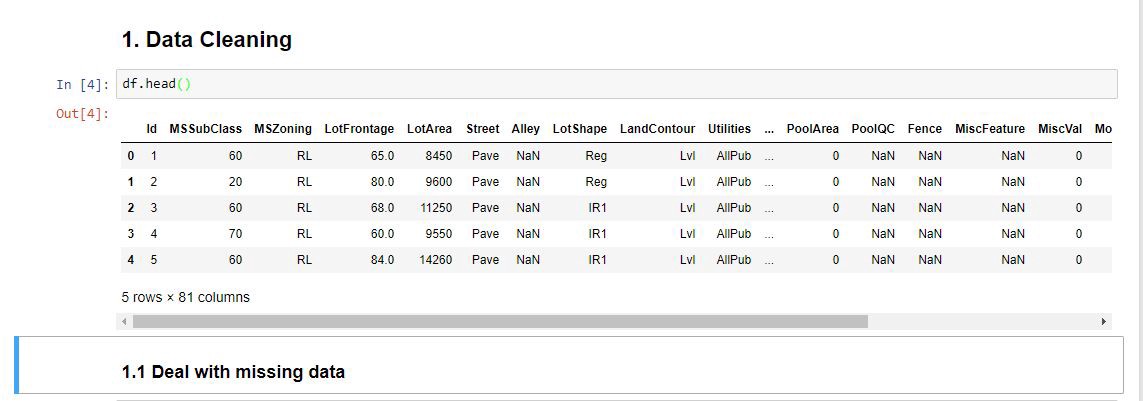 1. Data Cleaning
In [4]: df.head()
Out[4]:
Id MSSubClass MSZoning LotFrontage LotArea Street Alley LotShape LandContour Utilities ... PoolArea PoolQC Fence MiscFeature MiscVal Mo
0 1 60 RL 65.0 8450 Pave NaN Reg Lvl AllPub ... 0 NaN NaN NaN 0
1 2 20 RL 80.0 9600 Pave NaN Reg Lvl AllPub ... 0 NaN NaN NaN 0
2 3 60 RL 68.0 11250 Pave NaN IR1 Lvl AllPub ... 0 NaN NaN NaN 0
3 4 70 RL 60.0 9550 Pave NaN IR1 Lvl AllPub ... 0 NaN NaN NaN 0
4 5 60 RL 84.0 14260 Pave NaN IR1 Lvl AllPub ... 0 NaN NaN NaN 0
5 rows × 81 columns
1.1 Deal with missing data